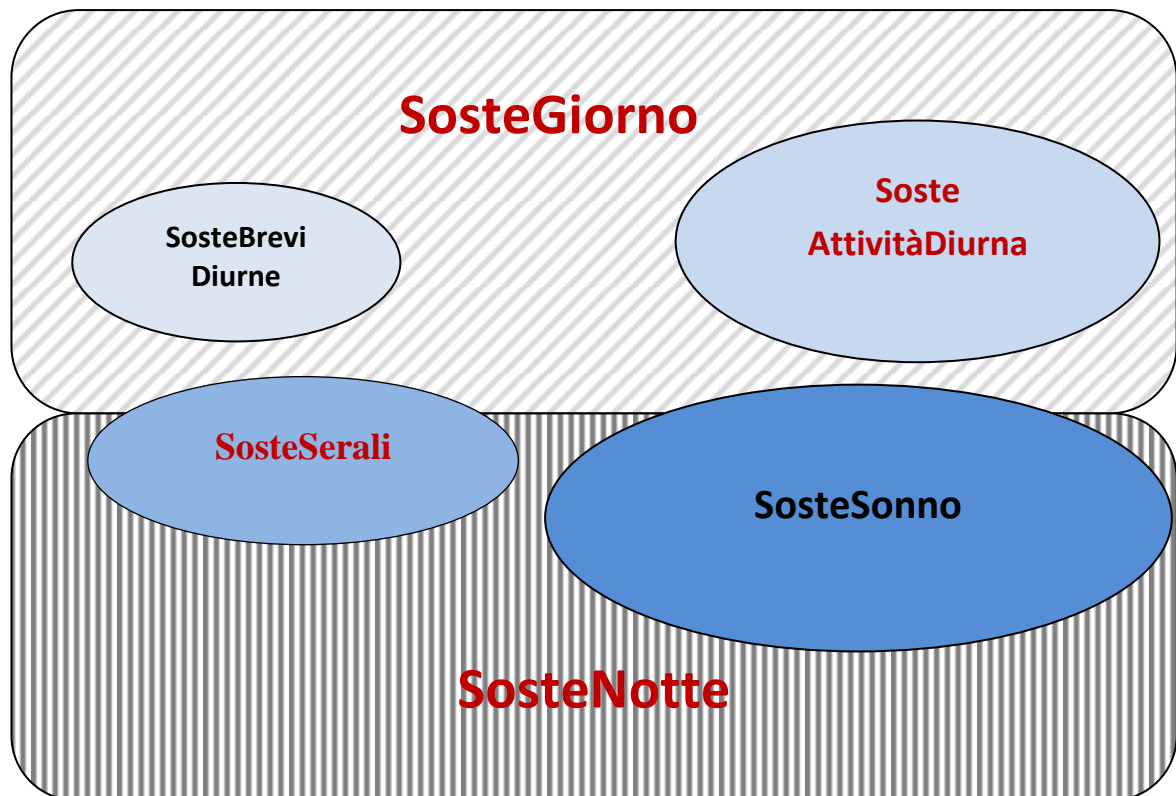 SosteGiorno
Soste
AttivitàDiurna
SosteBrevi
Diurne
SosteSerali
SosteSonno
SosteNotte